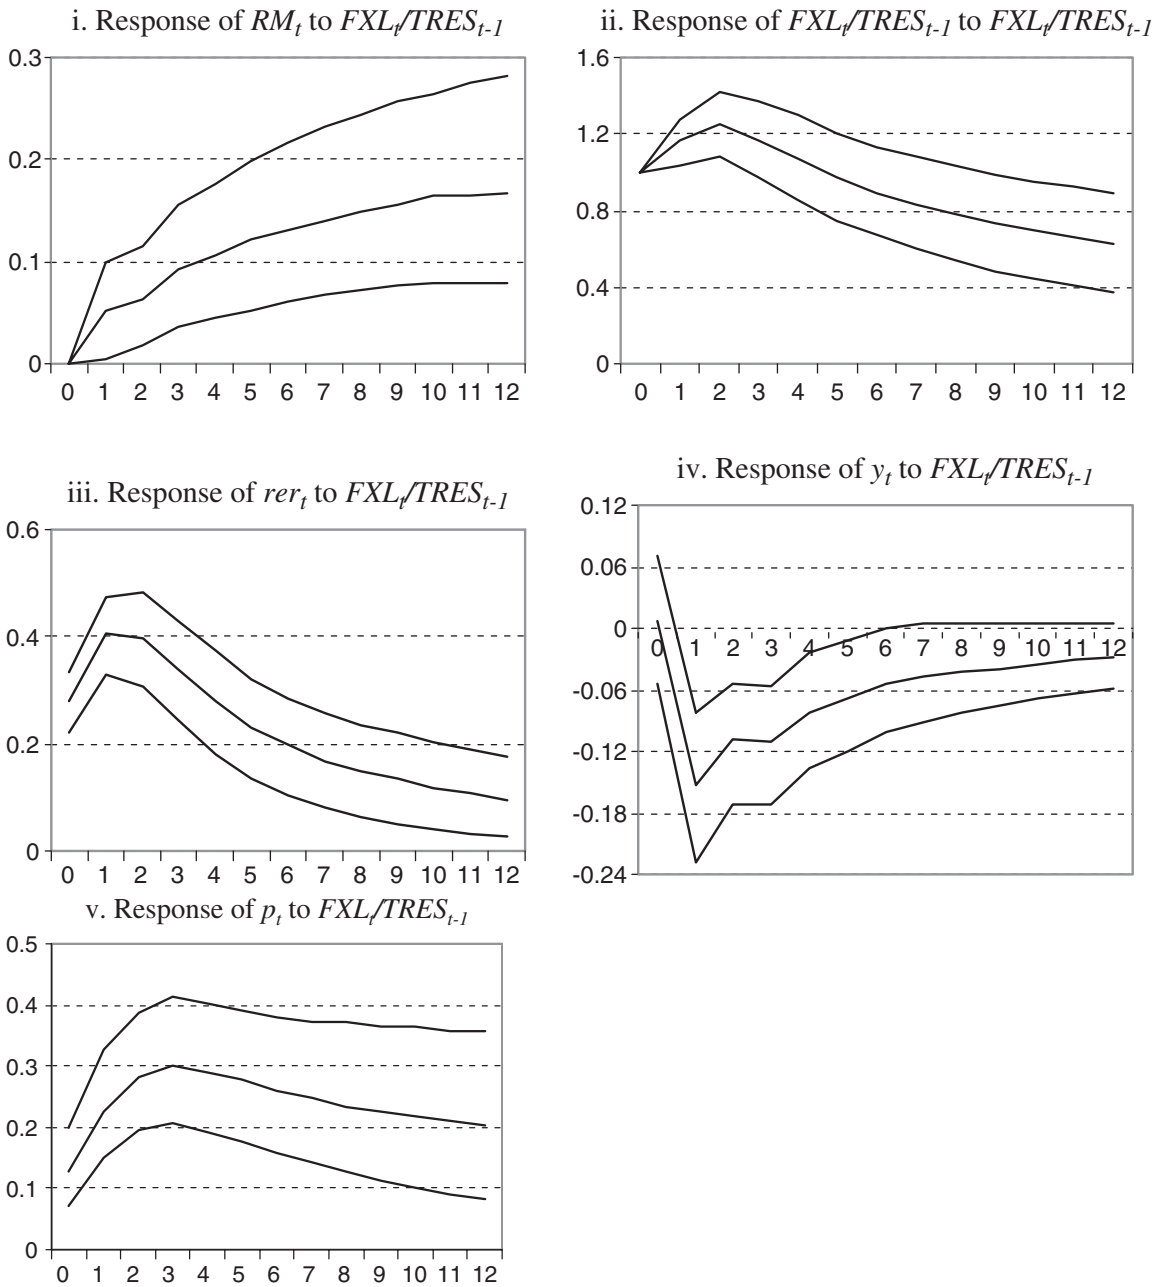 i. Response of RMt to FXLt/TRESt-1
0.3
0.2
0.1
0
0 1 2 3 4 5 6 7 8 9 10 11 12
ii. Response of FXLt/TRESt-1 to FXLt/TRESt-1
1.6
1.2
0.8
0.4
0
0 1 2 3 4 5 6 7 8 9 10 11 12
iii. Response of rert to FXLt/TRESt-1
0.6
0.4
0.2
0
0 1 2 3 4 5 6 7 8 9 10 11 12
iv. Response of yt to FXLt/TRESt-1
0.12
0.06
0
0 1 2 3 4 5 6 7 8 9 10 11 12
-0.06
-0.12
-0.18
-0.24
v. Response of pt to FXLt/TRESt-1
0.5
0.4
0.3
0.2
0.1
0
0 1 2 3 4 5 6 7 8 9 10 11 12